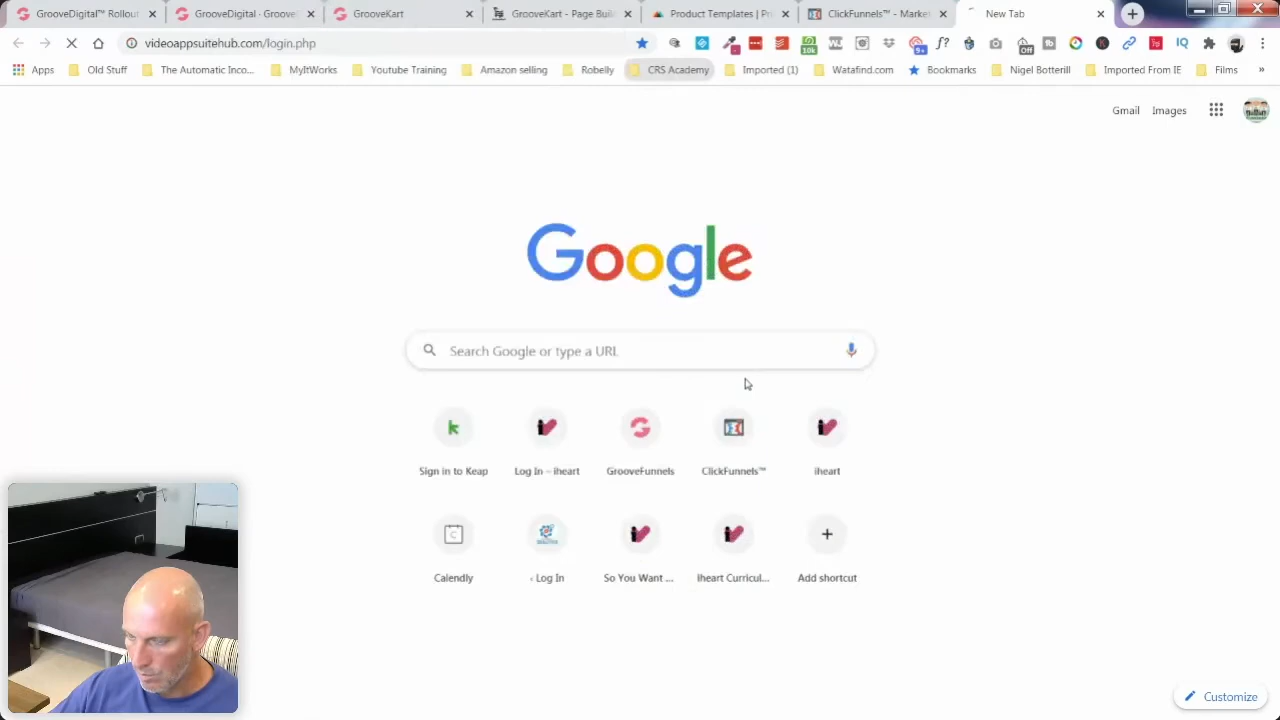 GrooveDigital™ Rollout
GrooveDigital - Groove
GrooveKart
GrooveKart - Page Buil
Product Templates | Pr
ClickFunnels™ - Market
New Tab
videoappsuitehub.com/login.php
Apps
Old Stuff
The Automatic Inco...
MyItWorks
Youtube Training
Amazon selling
Robelly
CRS Academy
Imported (1)
Watafind.com
Bookmarks
Nigel Botterill
Imported From IE
Films
»
Gmail
Images
Google
Search Google or type a URL
Sign in to Keap
Log In – iheart
GrooveFunnels
ClickFunnels™
iheart
Calendly
‹ Log In
So You Want ...
Iheart Curricul...
Add shortcut
Customize